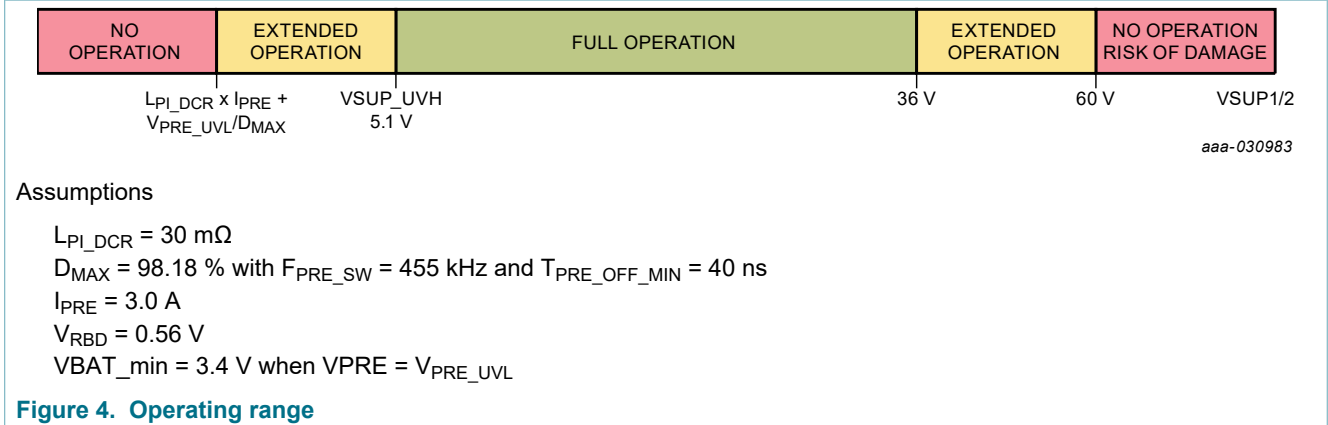 NO OPERATION
EXTENDED OPERATION
FULL OPERATION
EXTENDED OPERATION
NO OPERATION RISK OF DAMAGE
LPI_DCR x IPRE +
VPRE_UVL/DMAX
VSUP_UVH
5.1 V
36 V
60 V
VSUP1/2
aaa-030983
Assumptions
LPI_DCR = 30 mΩ
DMAX = 98.18 % with FPRE_SW = 455 kHz and TPRE_OFF_MIN = 40 ns
IPRE = 3.0 A
VRBD = 0.56 V
VBAT_min = 3.4 V when VPRE = VPRE_UVL
Figure 4. Operating range